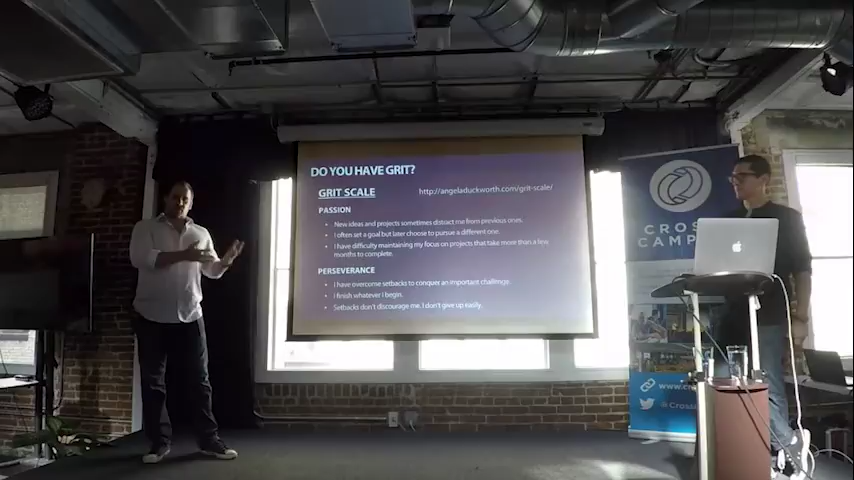 DO YOU HAVE GRIT?
GRIT SCALE
http://angeladuckworth.com/grit-scale/
PASSION
• New ideas and projects sometimes distract me from previous ones.
• I often set a goal but later choose to pursue a different one.
• I have difficulty maintaining my focus on projects that take more than a few
months to complete.
PERSEVERANCE
• I have overcome setbacks to conquer an important challenge.
• I finish whatever I begin.
• Setbacks don't discourage me. I don't give up easily.
CROS
CAMP
www.c
@Cross